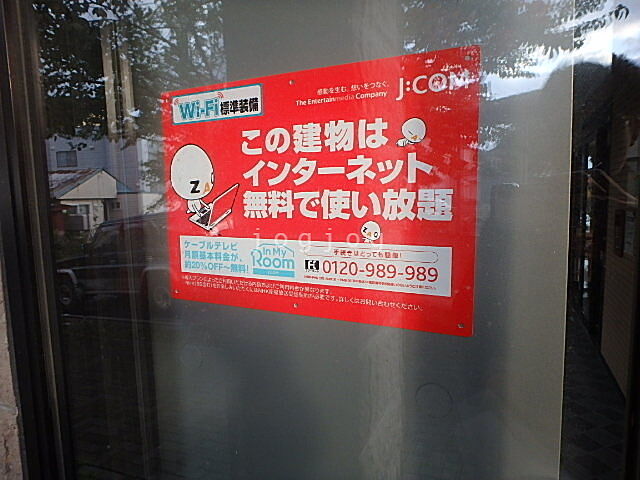 感動を生む。想いをつなぐ。
The Entertainmedia Company
J:COM
Wi-Fi標準装備
この建物は
インターネット
無料で使い放題
ZAQ
jogjog
ケーブルテレビ
月額基本料金が、
約20%OFF~無料!
In My Room
手続きはとっても簡単!
0120-989-989